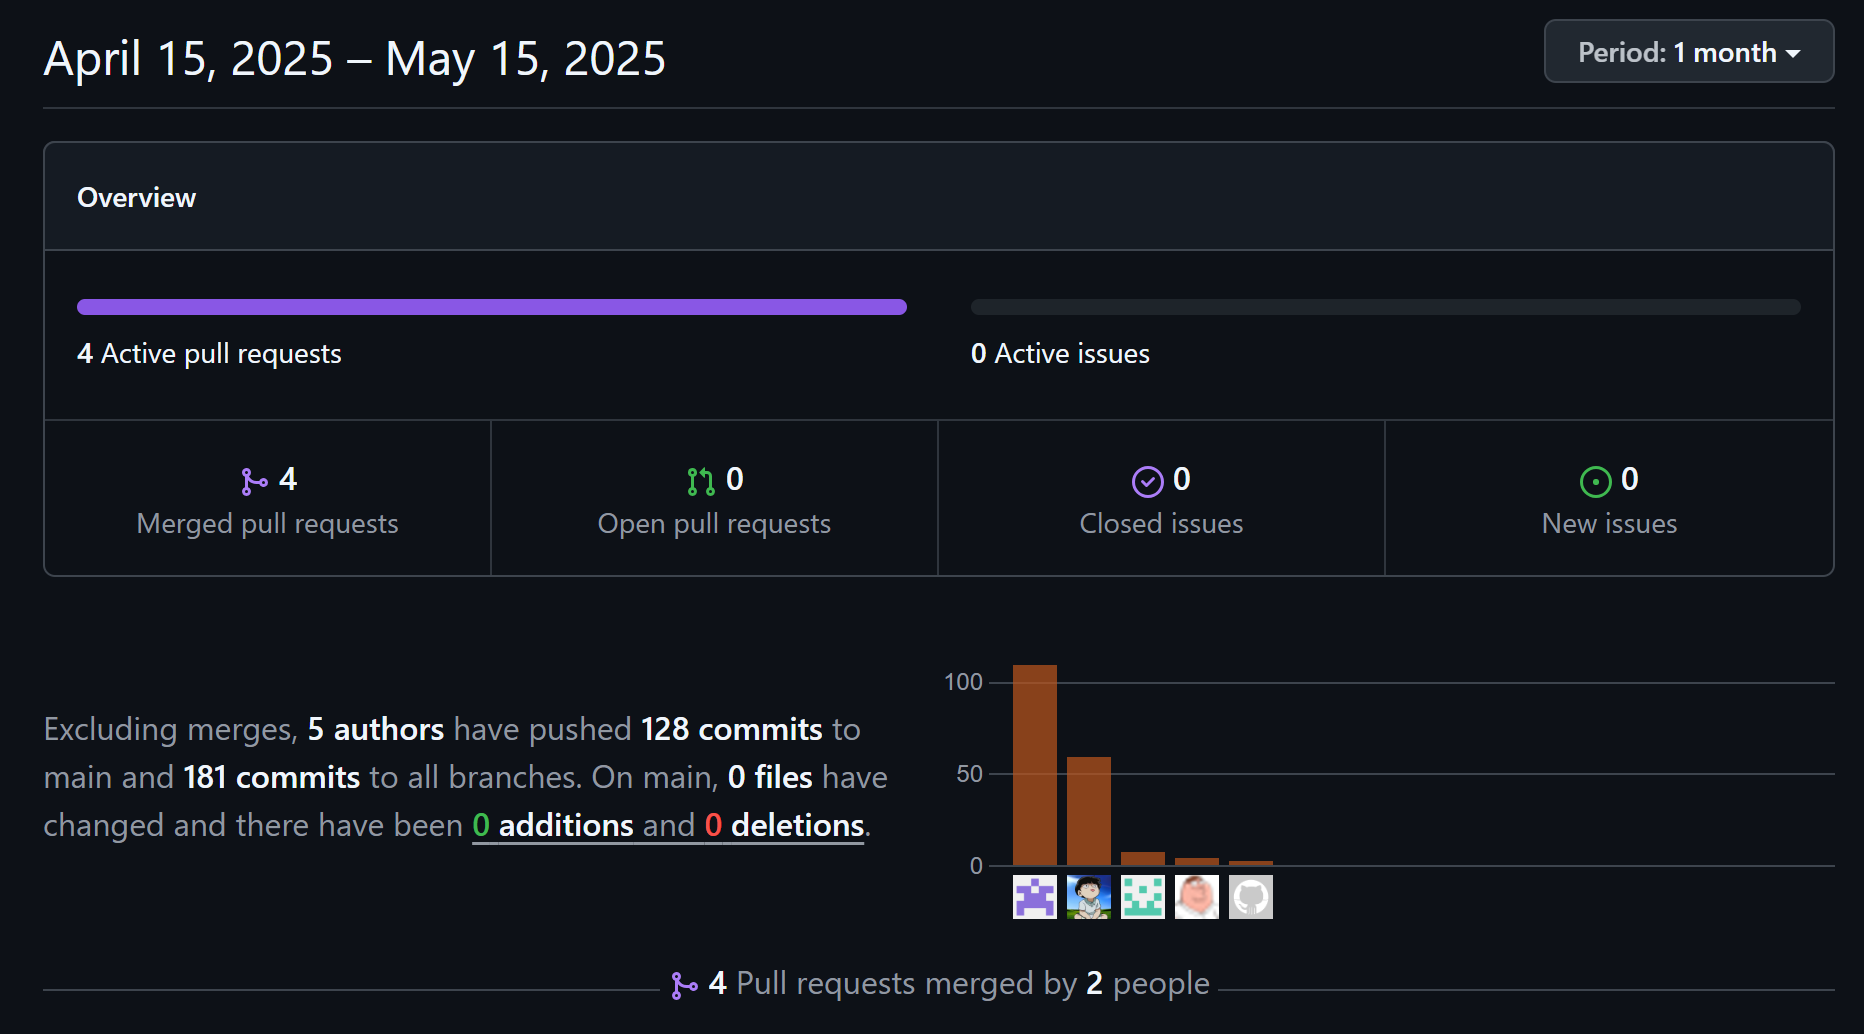 April 15, 2025 – May 15, 2025
Period: 1 month
Overview
4 Active pull requests
0 Active issues
4
Merged pull requests
0
Open pull requests
0
Closed issues
0
New issues
Excluding merges, 5 authors have pushed 128 commits to
main and 181 commits to all branches. On main, 0 files have
changed and there have been 0 additions and 0 deletions.
100
50
0
4 Pull requests merged by 2 people